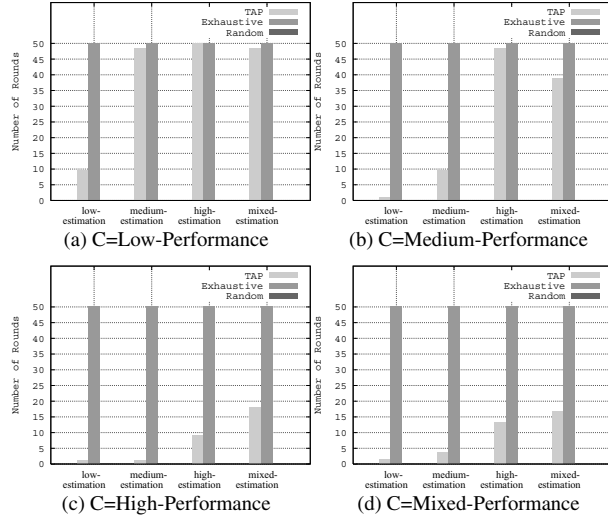 TAP
Exhaustive
Random
Number of Rounds
50
45
40
35
30
25
20
15
10
5
0
low-estimation
medium-estimation
high-estimation
mixed-estimation
(a) C=Low-Performance
TAP
Exhaustive
Random
Number of Rounds
50
45
40
35
30
25
20
15
10
5
0
low-estimation
medium-estimation
high-estimation
mixed-estimation
(b) C=Medium-Performance
TAP
Exhaustive
Random
Number of Rounds
50
45
40
35
30
25
20
15
10
5
0
low-estimation
medium-estimation
high-estimation
mixed-estimation
(c) C=High-Performance
TAP
Exhaustive
Random
Number of Rounds
50
45
40
35
30
25
20
15
10
5
0
low-estimation
medium-estimation
high-estimation
mixed-estimation
(d) C=Mixed-Performance